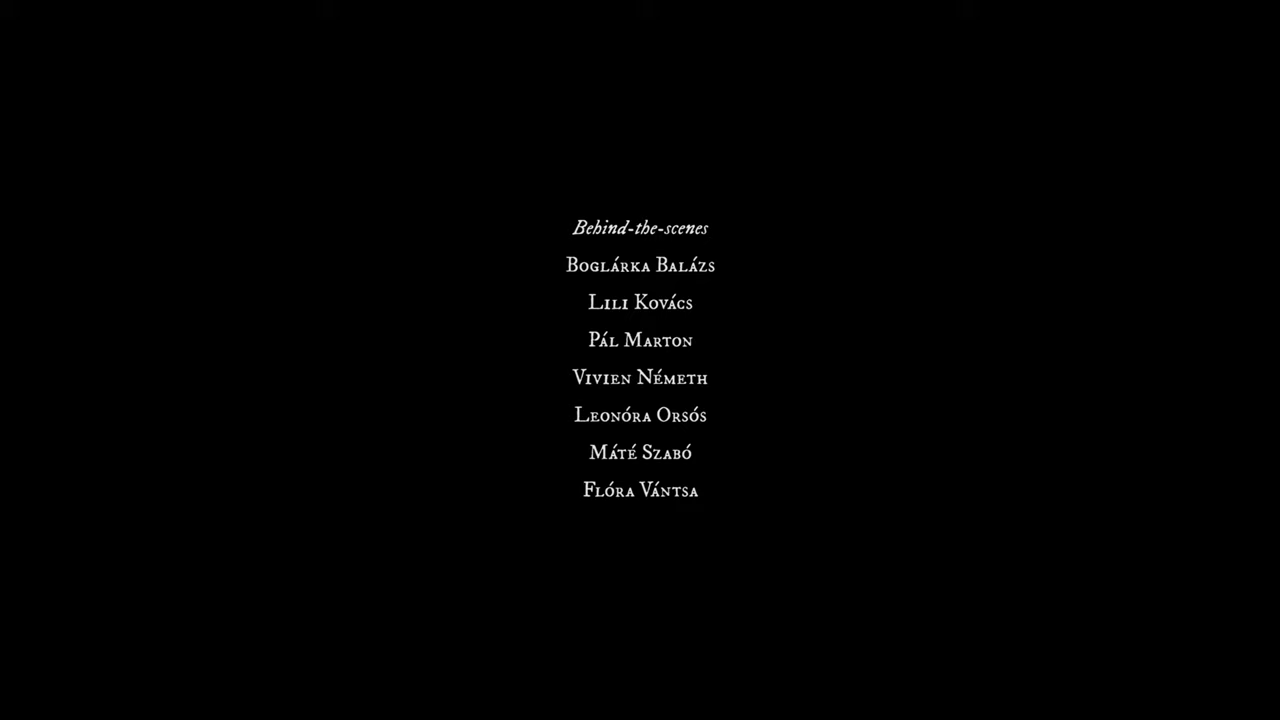 Behind-the-scenes
Boglárka Balázs
Lili Kovács
Pál Marton
Vivien Németh
Leonóra Orsós
Máté Szabó
Flóra Vántsa